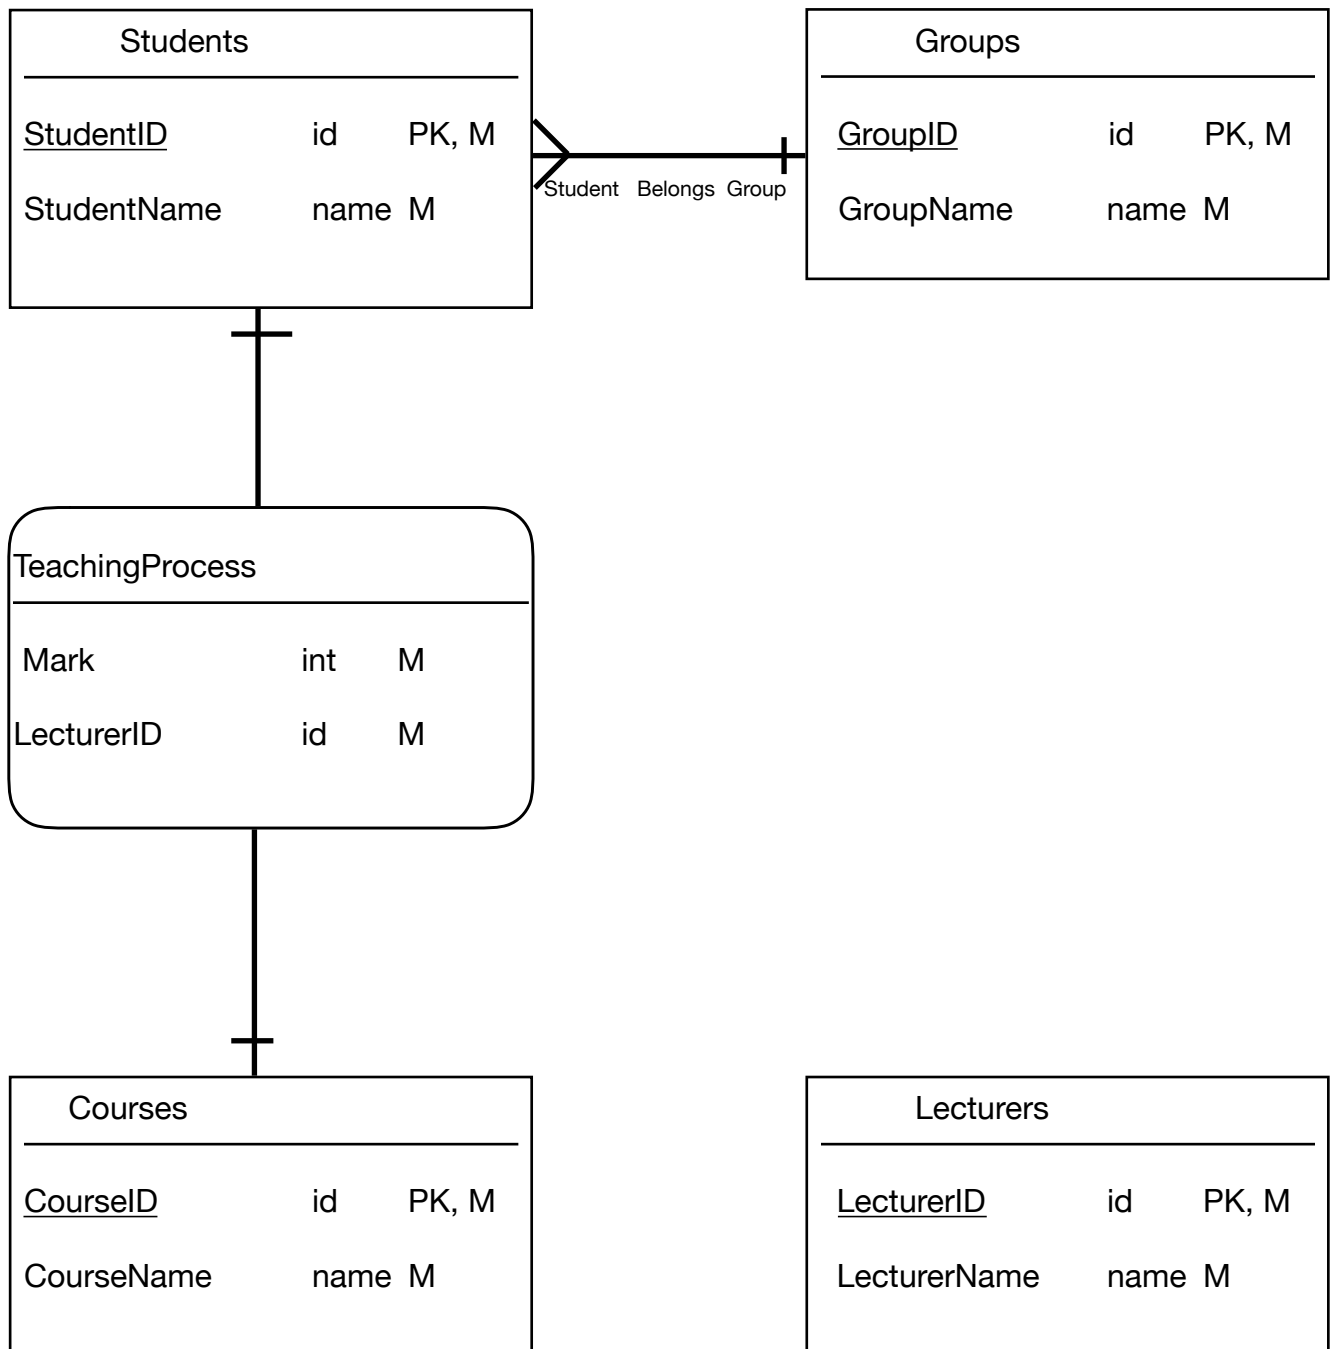 Students
StudentID id PK, M
StudentName name M
Groups
GroupID id PK, M
GroupName name M
Student Belongs Group
TeachingProcess
Mark int M
LecturerID id M
Courses
CourseID id PK, M
CourseName name M
Lecturers
LecturerID id PK, M
LecturerName name M